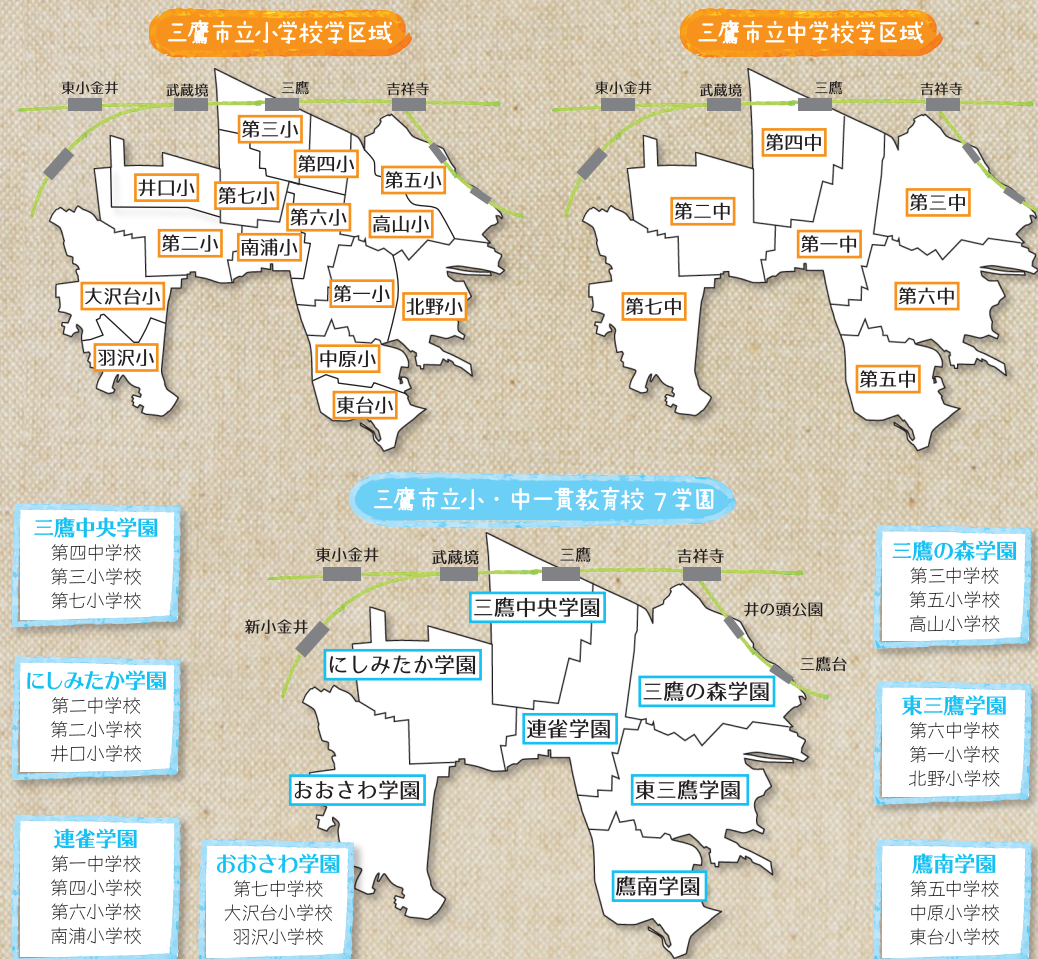 三鷹市立小学校学区域
東小金井
武蔵境
三鷹
吉祥寺
第三小
第四小
第五小
井口小
第七小
第六小
高山小
第二小
南浦小
大沢台小
第一小
北野小
羽沢小
中原小
東台小
三鷹市立中学校学区域
東小金井
武蔵境
三鷹
吉祥寺
第四中
第三中
第二中
第一中
第七中
第六中
第五中
三鷹市立小・中一貫教育校 7学園
東小金井
武蔵境
三鷹
吉祥寺
新小金井
井の頭公園
三鷹台
三鷹中央学園
にしみたか学園
三鷹の森学園
連雀学園
おおさわ学園
東三鷹学園
鷹南学園
三鷹中央学園
第四中学校
第三小学校
第七小学校
にしみたか学園
第二中学校
第二小学校
井口小学校
連雀学園
第一中学校
第四小学校
第六小学校
南浦小学校
おおさわ学園
第七中学校
大沢台小学校
羽沢小学校
三鷹の森学園
第三中学校
第五小学校
高山小学校
東三鷹学園
第六中学校
第一小学校
北野小学校
鷹南学園
第五中学校
中原小学校
東台小学校